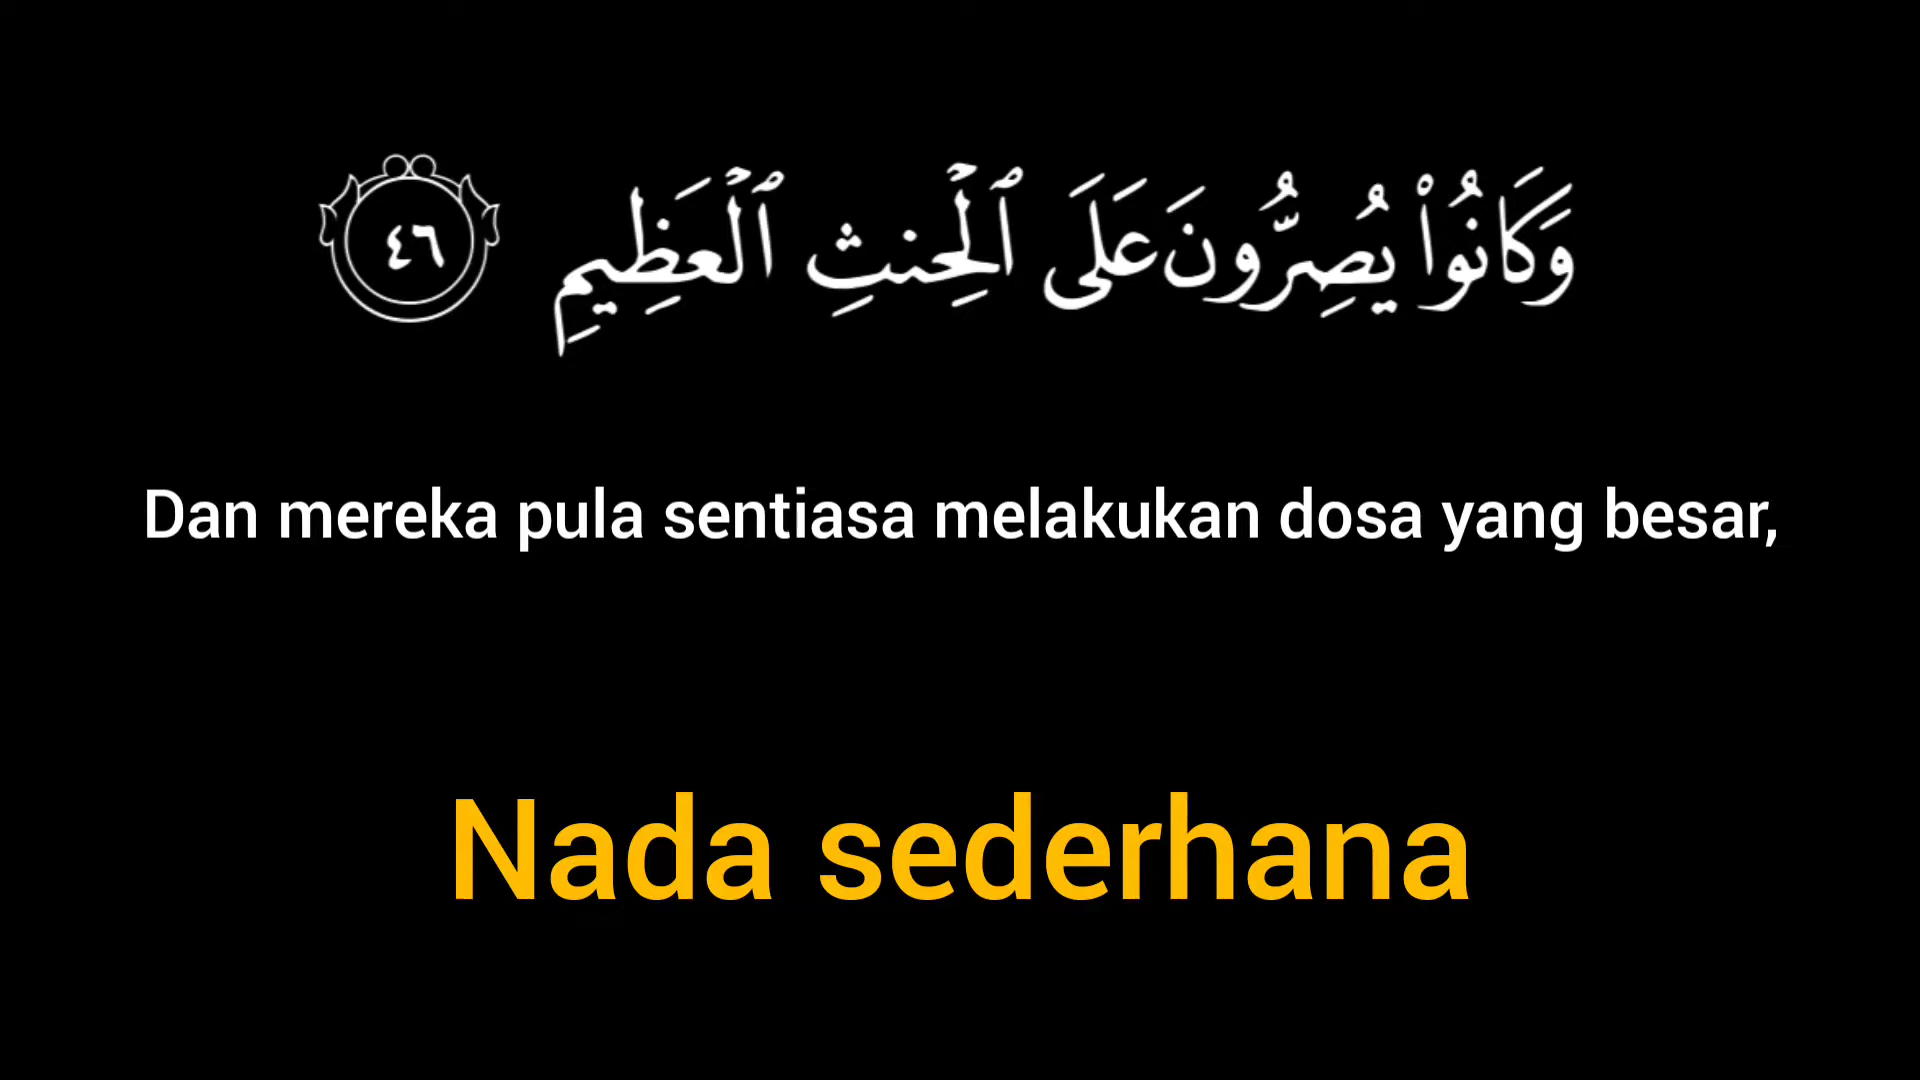 وَكَانُوا۟ يُصِرُّونَ عَلَى ٱلْحِنثِ ٱلْعَظِيمِ ٤٦
Dan mereka pula sentiasa melakukan dosa yang besar,
Nada sederhana